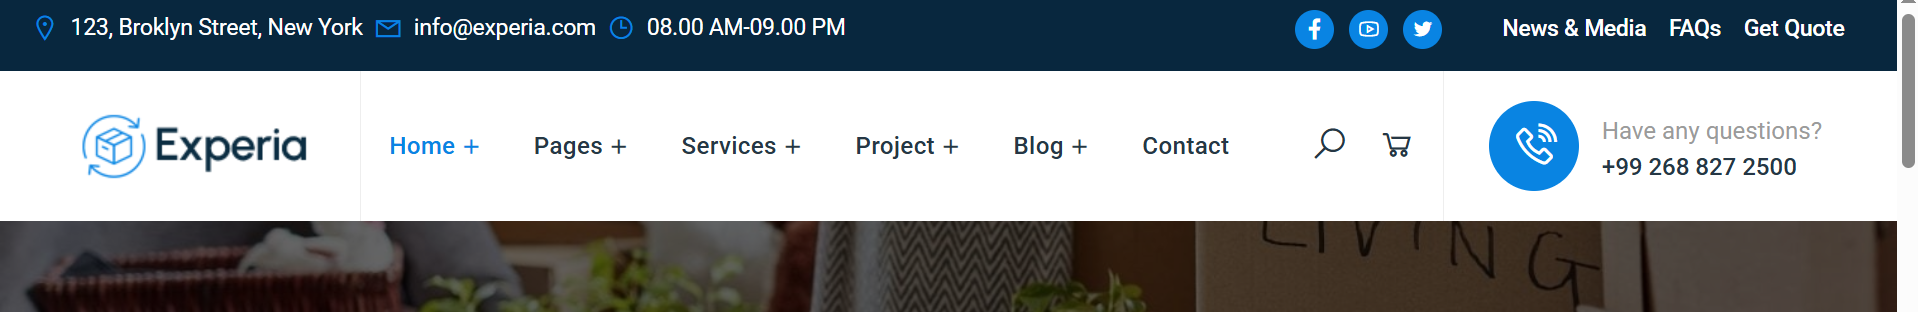 123, Broklyn Street, New York info@experia.com 08.00 AM-09.00 PM News & Media FAQs Get Quote
Experia Home + Pages + Services + Project + Blog + Contact
Have any questions?
+99 268 827 2500
LIVING